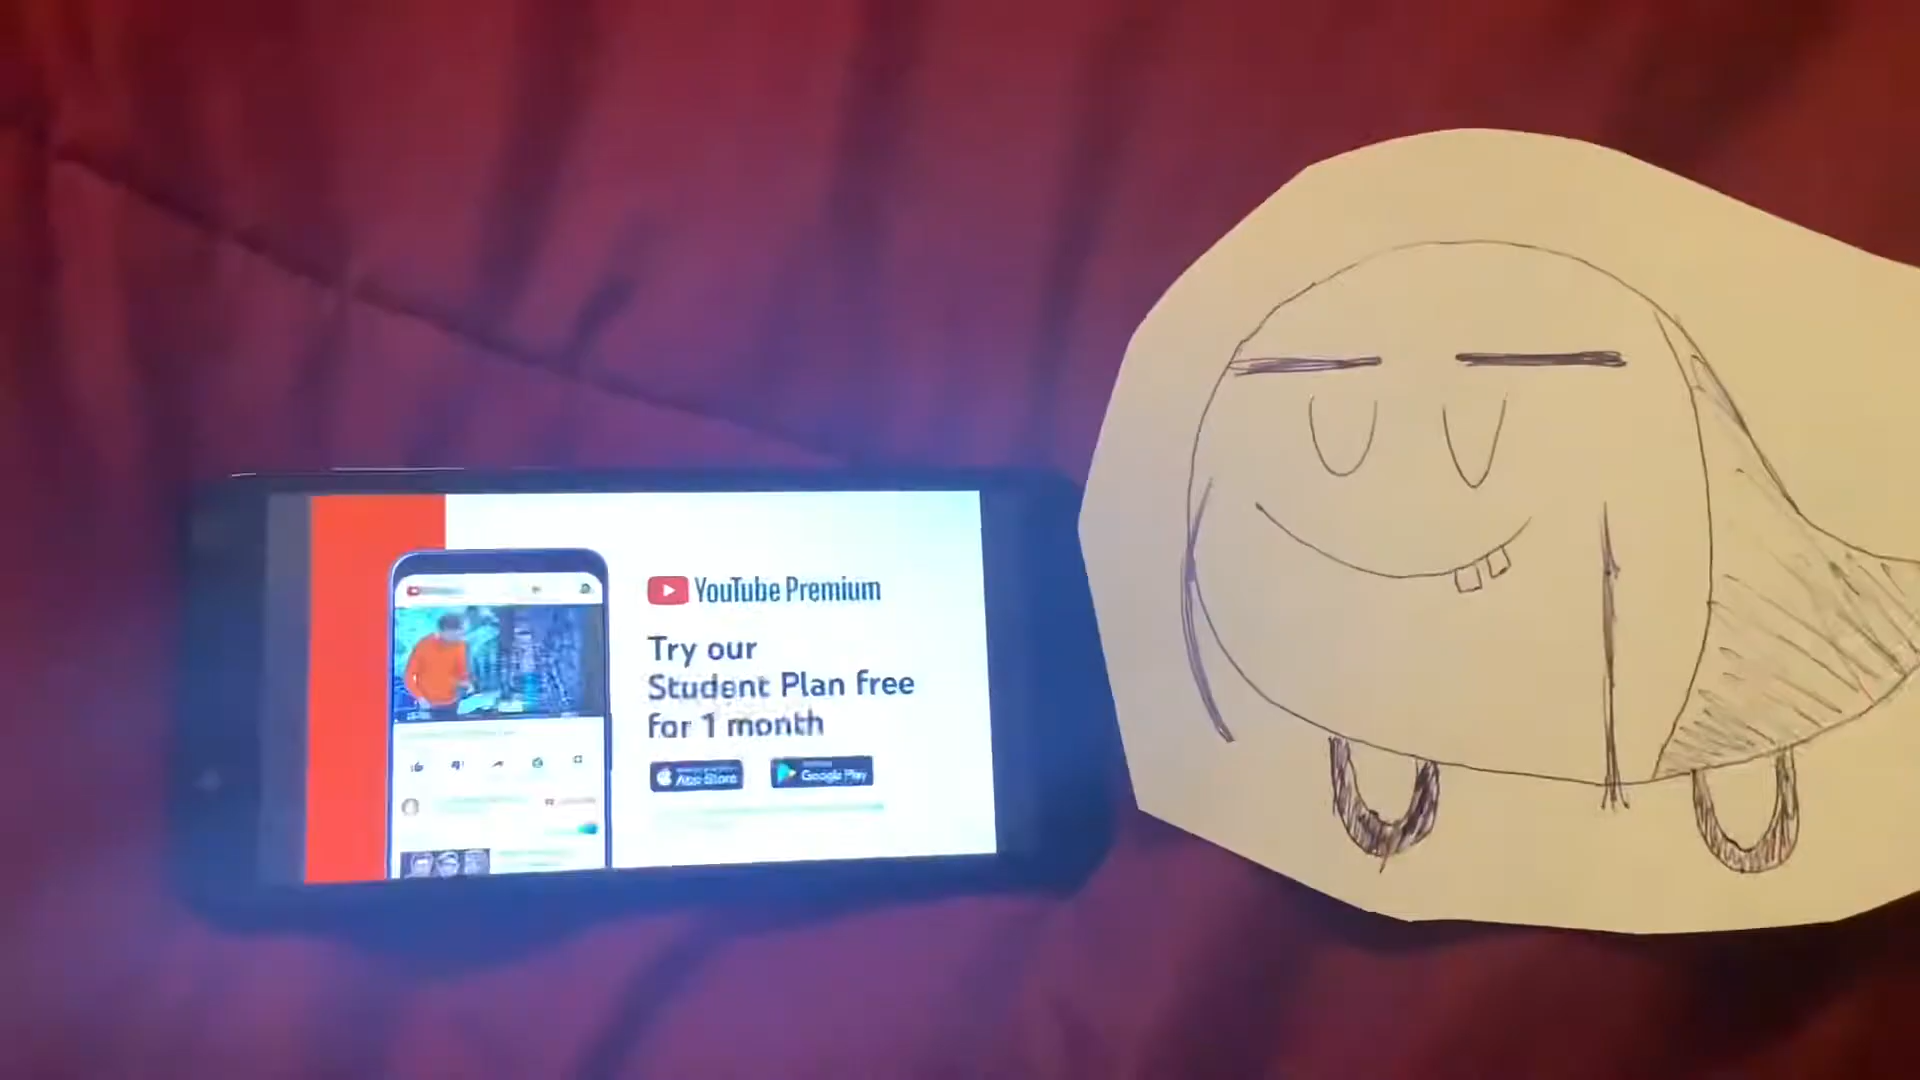 YouTube Premium
Try our
Student Plan free
for 1 month
App Store
Google Play